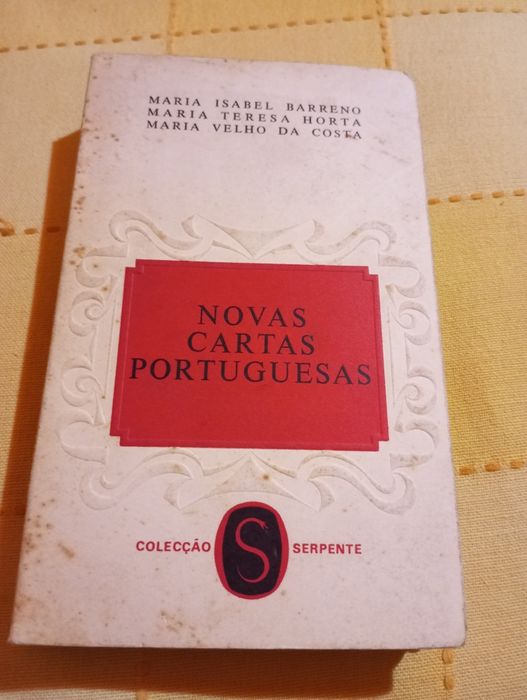 MARIA ISABEL BARRENO
MARIA TERESA HORTA
MARIA VELHO DA COSTA
NOVAS
CARTAS
PORTUGUESAS
COLECÇÃO S SERPENTE